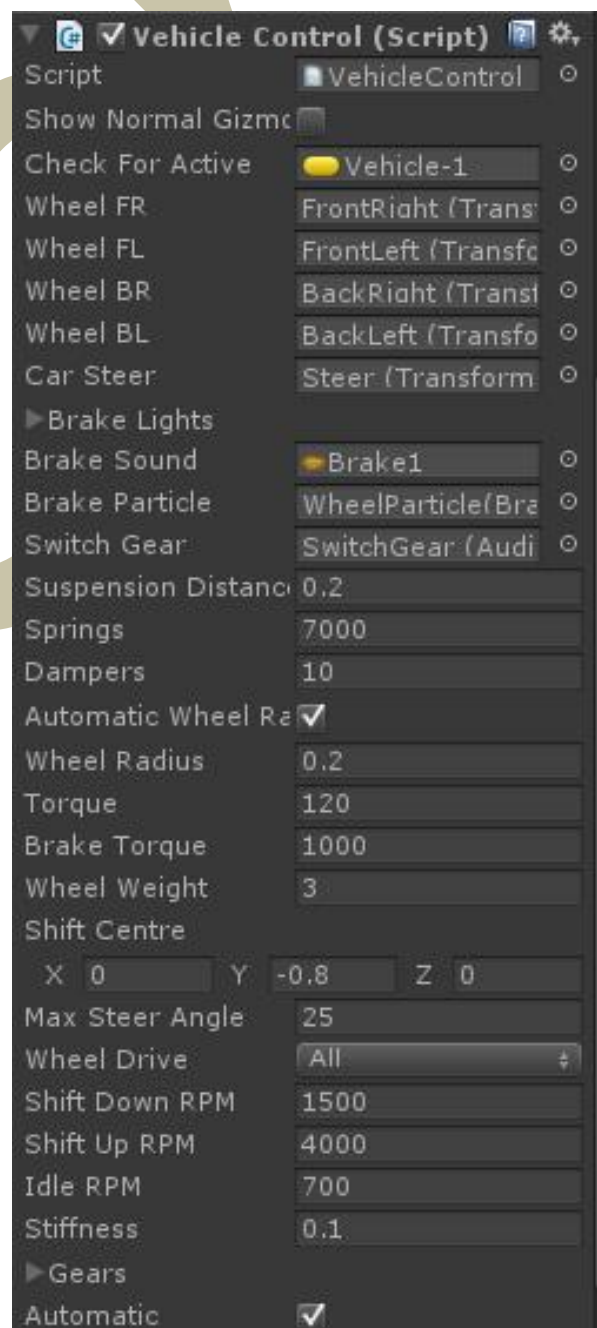 Vehicle Control (Script)
Script VehicleControl
Show Normal Gizmo
Check For Active Vehicle-1
Wheel FR FrontRight (Trans
Wheel FL FrontLeft (Transfo
Wheel BR BackRight (Transf
Wheel BL BackLeft (Transfo
Car Steer Steer (Transform
Brake Lights
Brake Sound Brake1
Brake Particle WheelParticle(Bra
Switch Gear SwitchGear (Audi
Suspension Distanc 0.2
Springs 7000
Dampers 10
Automatic Wheel Ra
Wheel Radius 0.2
Torque 120
Brake Torque 1000
Wheel Weight 3
Shift Centre
X 0 Y -0.8 Z 0
Max Steer Angle 25
Wheel Drive All
Shift Down RPM 1500
Shift Up RPM 4000
Idle RPM 700
Stiffness 0.1
Gears
Automatic